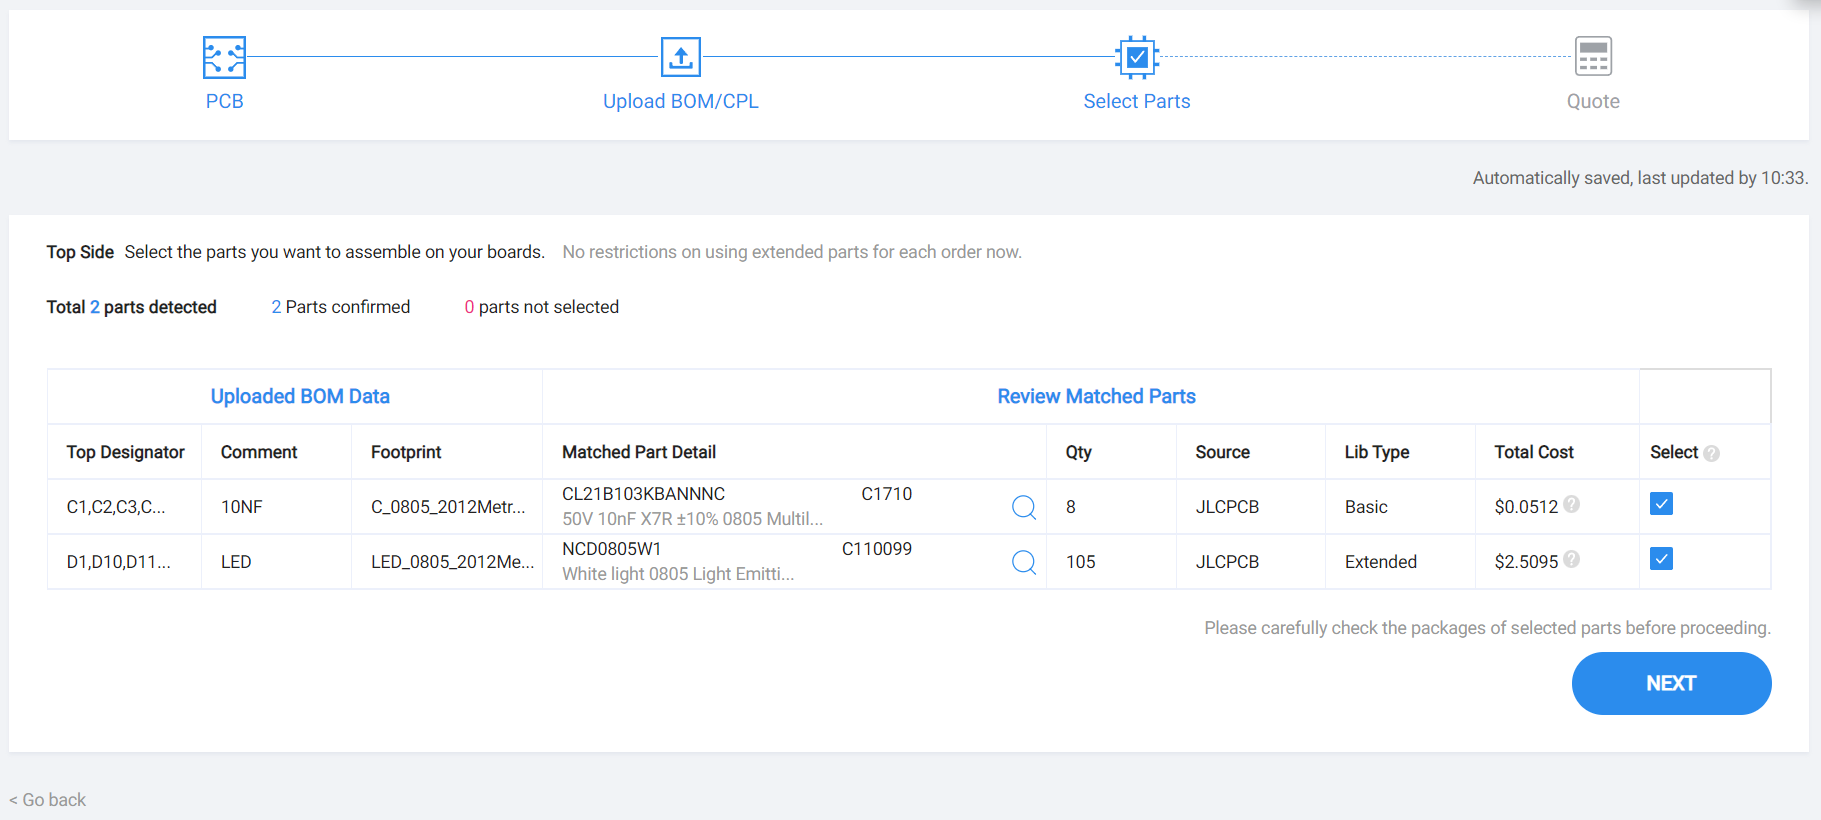 PCB
Upload BOM/CPL
Select Parts
Quote
Automatically saved, last updated by 10:33.
Top Side Select the parts you want to assemble on your boards. No restrictions on using extended parts for each order now.
Total 2 parts detected 2 Parts confirmed 0 parts not selected
Uploaded BOM Data Review Matched Parts
Top Designator Comment Footprint Matched Part Detail Qty Source Lib Type Total Cost Select ?
C1,C2,C3,C... 10NF C_0805_2012Metr... CL21B103KBANNNC C1710 8 JLCPCB Basic $0.0512 ?
50V 10nF X7R ±10% 0805 Multil...
D1,D10,D11... LED LED_0805_2012Me... NCD0805W1 C110099 105 JLCPCB Extended $2.5095 ?
White light 0805 Light Emitti...
Please carefully check the packages of selected parts before proceeding.
NEXT
< Go back